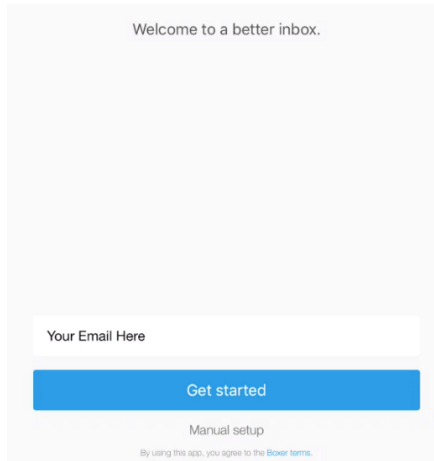 Welcome to a better inbox.
Your Email Here
Get started
Manual setup
By using this app, you agree to the Boxer terms.